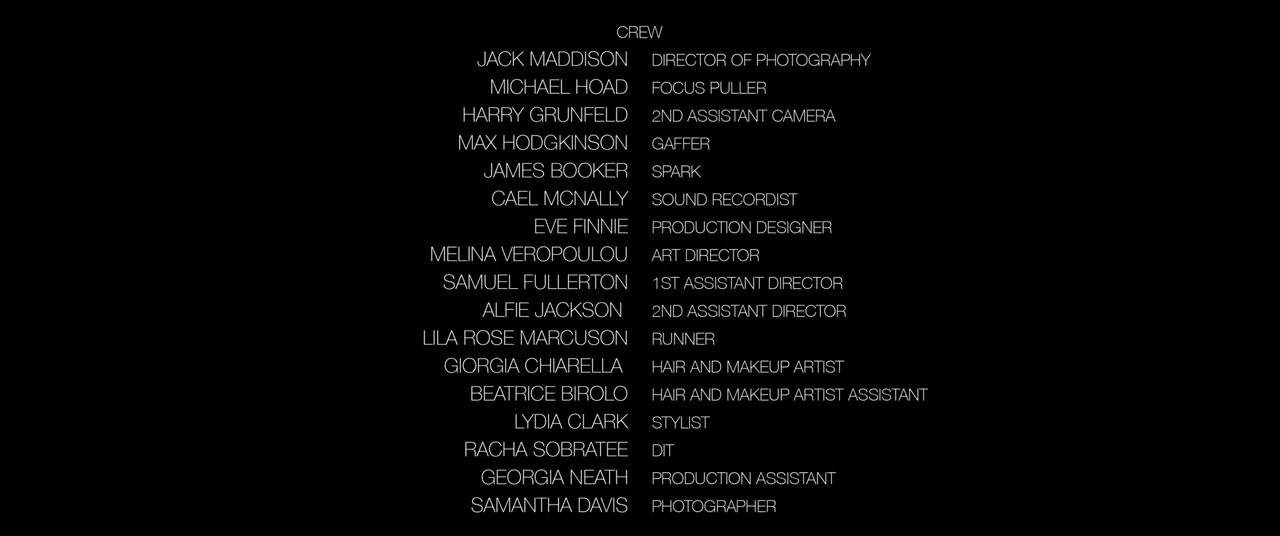 CREW
JACK MADDISON DIRECTOR OF PHOTOGRAPHY
MICHAEL HOAD FOCUS PULLER
HARRY GRUNFELD 2ND ASSISTANT CAMERA
MAX HODGKINSON GAFFER
JAMES BOOKER SPARK
CAEL MCNALLY SOUND RECORDIST
EVE FINNIE PRODUCTION DESIGNER
MELINA VEROPOULOU ART DIRECTOR
SAMUEL FULLERTON 1ST ASSISTANT DIRECTOR
ALFIE JACKSON 2ND ASSISTANT DIRECTOR
LILA ROSE MARCUSON RUNNER
GIORGIA CHIARELLA HAIR AND MAKEUP ARTIST
BEATRICE BIROLO HAIR AND MAKEUP ARTIST ASSISTANT
LYDIA CLARK STYLIST
RACHA SOBRATEE DIT
GEORGIA NEATH PRODUCTION ASSISTANT
SAMANTHA DAVIS PHOTOGRAPHER